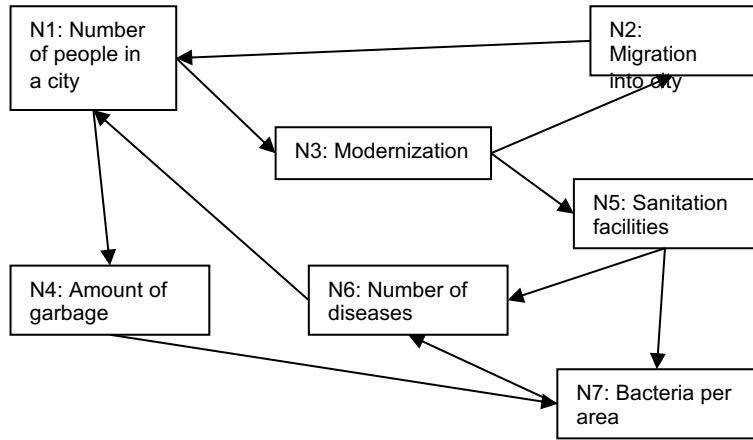 N1: Number
of people in
a city
N2:
Migration
into city
N3: Modernization
N5: Sanitation
facilities
N4: Amount of
garbage
N6: Number of
diseases
N7: Bacteria per
area